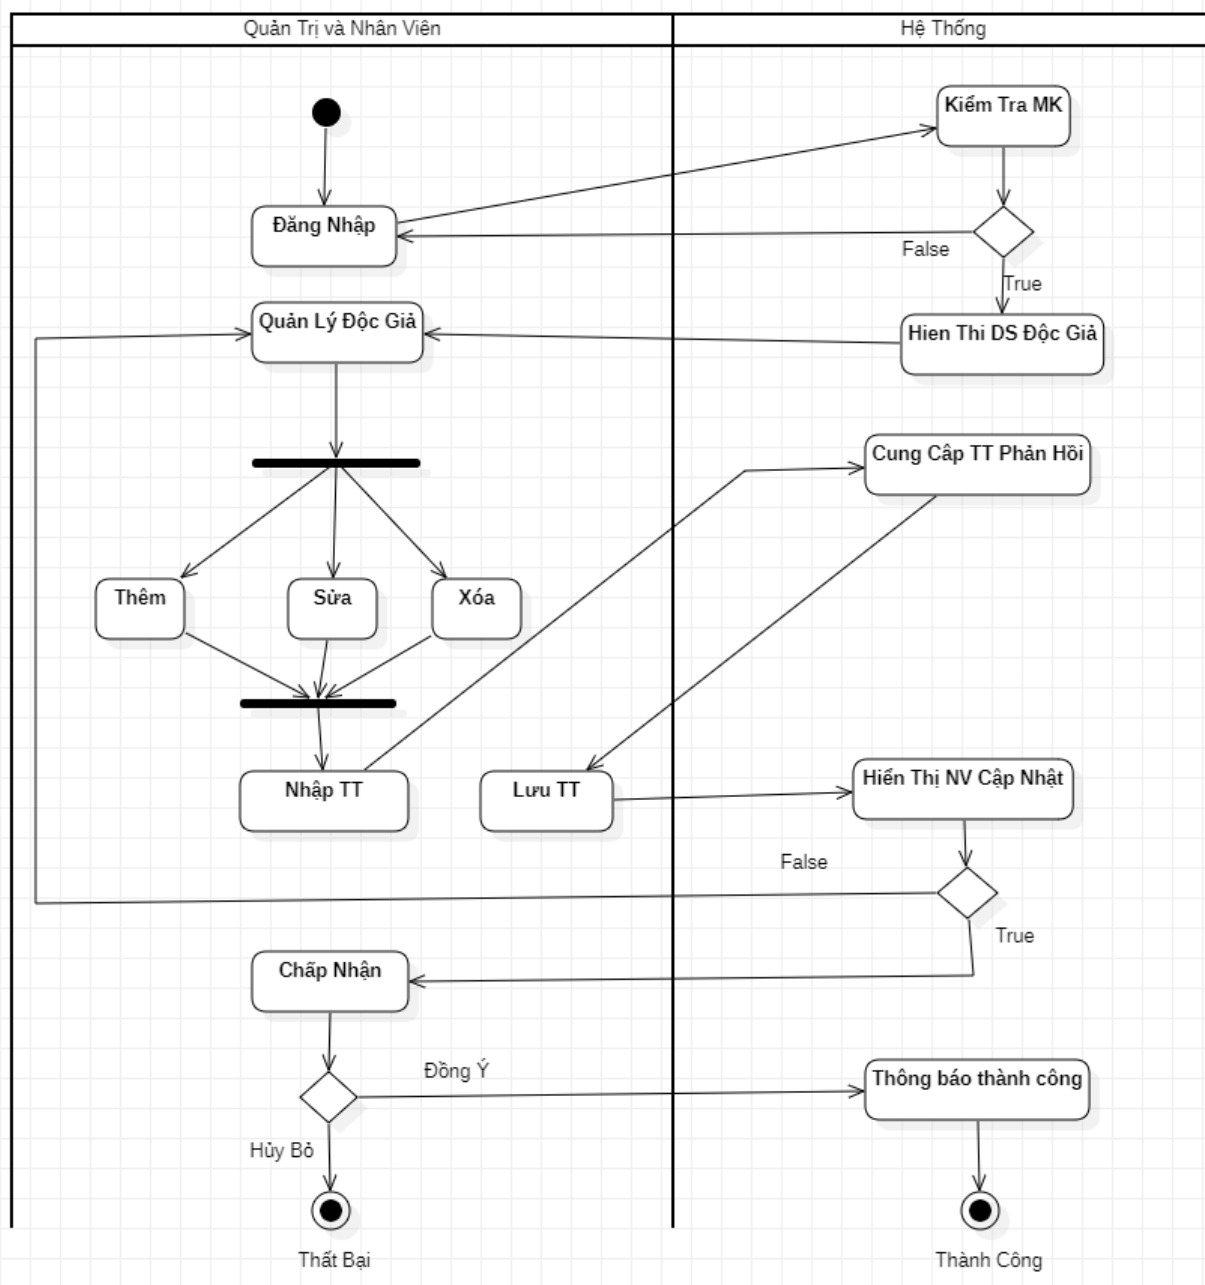 Quản Trị và Nhân Viên
Hệ Thống
Kiểm Tra MK
Đăng Nhập
False
True
Quản Lý Độc Giả
Hien Thi DS Độc Giả
Cung Câp TT Phản Hồi
Thêm
Sửa
Xóa
Nhập TT
Lưu TT
Hiển Thị NV Cập Nhật
False
True
Chấp Nhận
Đồng Ý
Thông báo thành công
Hủy Bỏ
Thất Bại
Thành Công